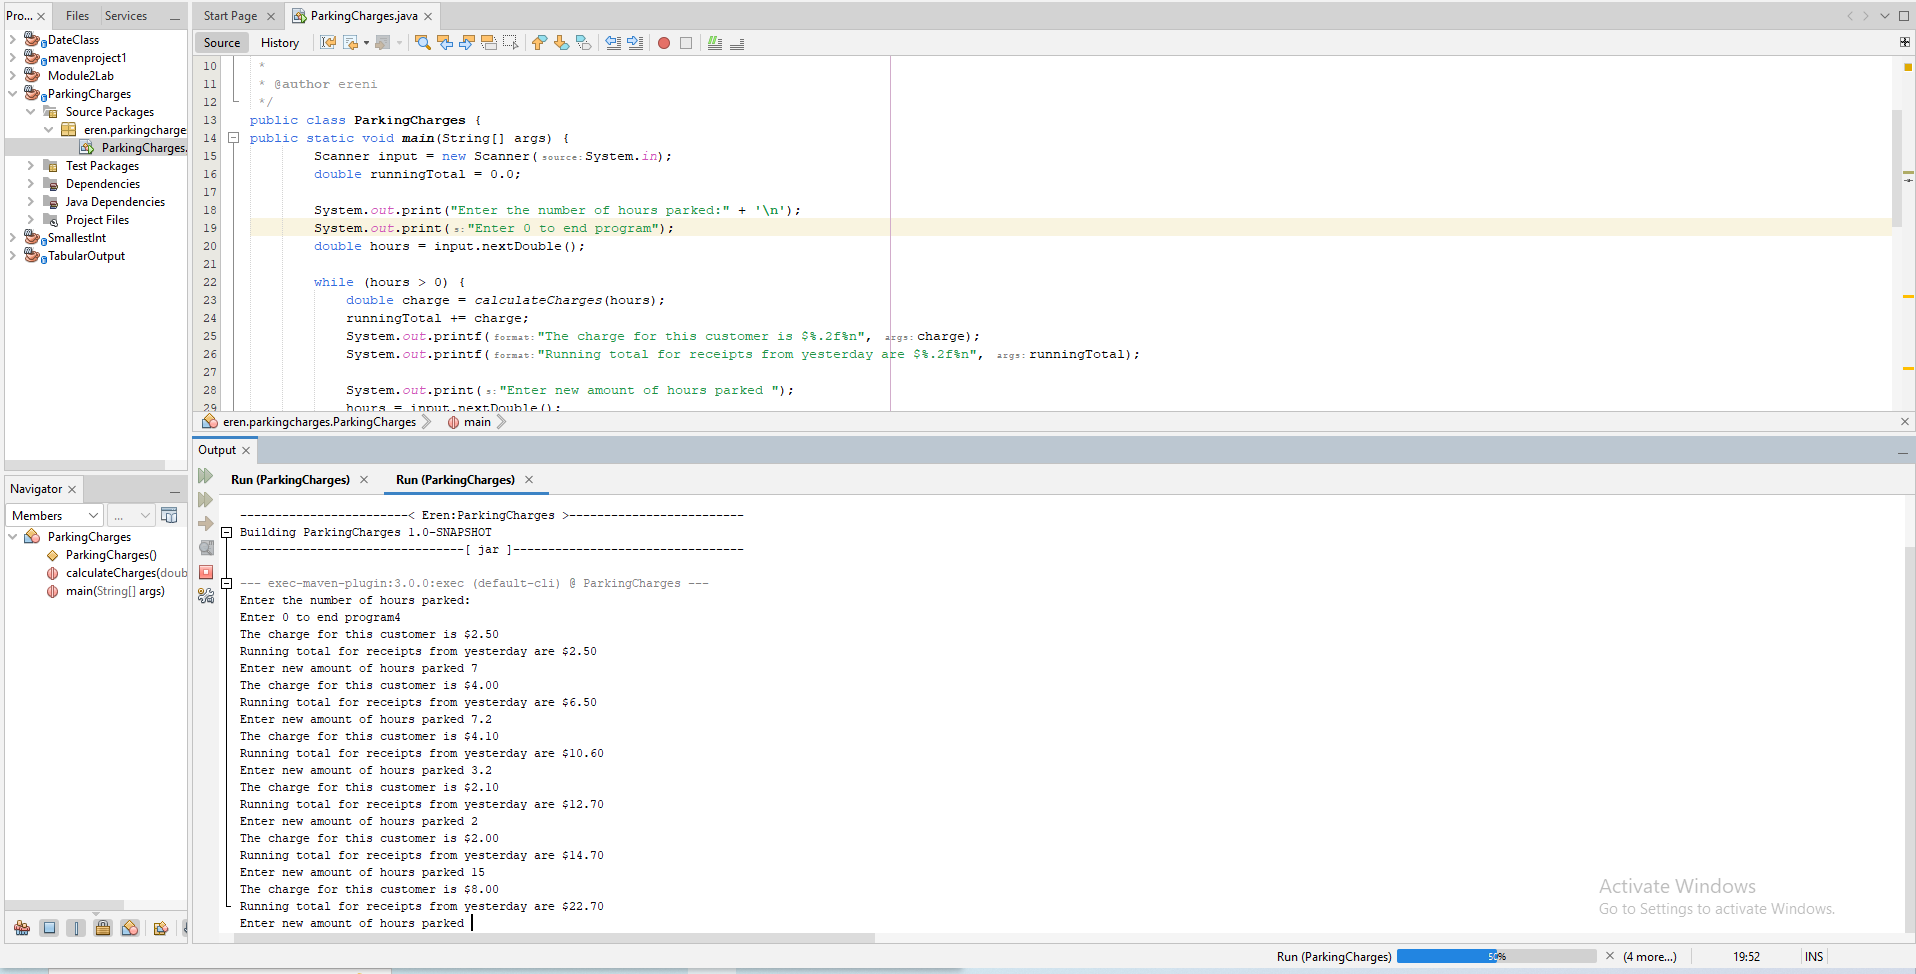 Pro...
Files
Services
DateClass
mavenproject1
Module2Lab
ParkingCharges
Source Packages
eren.parkingcharge
ParkingCharges.
Test Packages
Dependencies
Java Dependencies
Project Files
SmallestInt
TabularOutput
Navigator
Members
...
ParkingCharges
ParkingCharges()
calculateCharges(doub
main(String[] args)
Start Page
ParkingCharges.java
Source
History
10 *
11 * @author ereni
12 */
13 public class ParkingCharges {
14 public static void main(String[] args) {
15 Scanner input = new Scanner( source: System.in);
16 double runningTotal = 0.0;
17
18 System.out.print("Enter the number of hours parked:" + '\n');
19 System.out.print( s: "Enter 0 to end program");
20 double hours = input.nextDouble();
21
22 while (hours > 0) {
23 double charge = calculateCharges(hours);
24 runningTotal += charge;
25 System.out.printf( format: "The charge for this customer is $%.2f%n", args: charge);
26 System.out.printf( format: "Running total for receipts from yesterday are $%.2f%n", args: runningTotal);
27
28 System.out.print( s: "Enter new amount of hours parked ");
29 hours = input.nextDouble();
eren.parkingcharges.ParkingCharges
main
Output
Run (ParkingCharges)
Run (ParkingCharges)
------------------------< Eren:ParkingCharges >-------------------------
Building ParkingCharges 1.0-SNAPSHOT
--------------------------------[ jar ]---------------------------------
--- exec-maven-plugin:3.0.0:exec (default-cli) @ ParkingCharges ---
Enter the number of hours parked:
Enter 0 to end program4
The charge for this customer is $2.50
Running total for receipts from yesterday are $2.50
Enter new amount of hours parked 7
The charge for this customer is $4.00
Running total for receipts from yesterday are $6.50
Enter new amount of hours parked 7.2
The charge for this customer is $4.10
Running total for receipts from yesterday are $10.60
Enter new amount of hours parked 3.2
The charge for this customer is $2.10
Running total for receipts from yesterday are $12.70
Enter new amount of hours parked 2
The charge for this customer is $2.00
Running total for receipts from yesterday are $14.70
Enter new amount of hours parked 15
The charge for this customer is $8.00
Running total for receipts from yesterday are $22.70
Enter new amount of hours parked
Activate Windows
Go to Settings to activate Windows.
Run (ParkingCharges)
50%
(4 more...)
19:52
INS